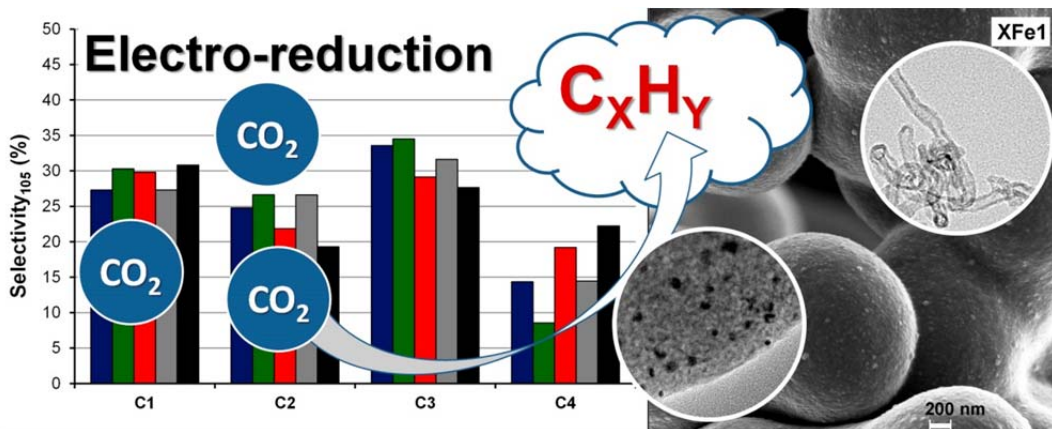 Electro-reduction
Selectivity₁₀₅ (%)
50
45
40
35
30
25
20
15
10
5
0
C1
C2
C3
C4
CO₂
CO₂
CO₂
CₓHᵧ
XFe1
200 nm